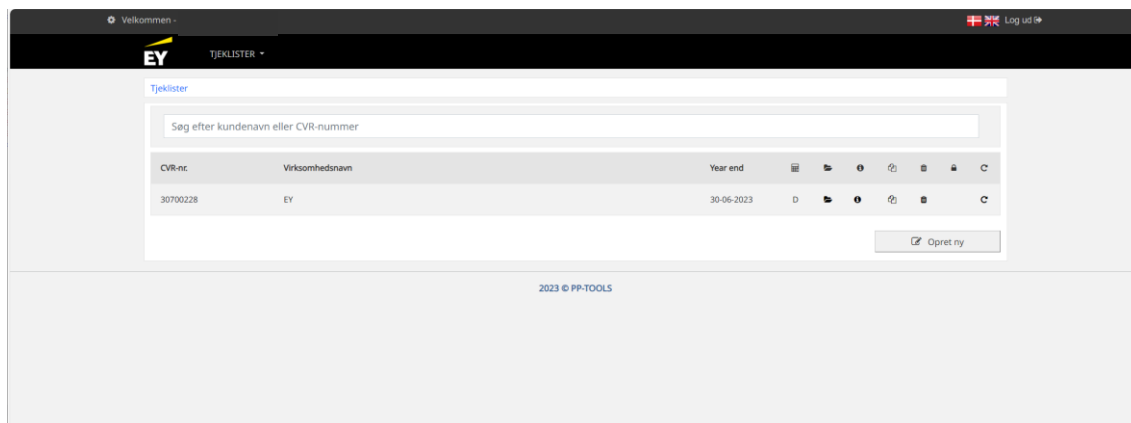 Velkommen - Log ud
EY TJEKLISTER
Tjeklister
Søg efter kundenavn eller CVR-nummer
CVR-nr. Virksomhedsnavn Year end
30700228 EY 30-06-2023 D
Opret ny
2023 © PP-TOOLS